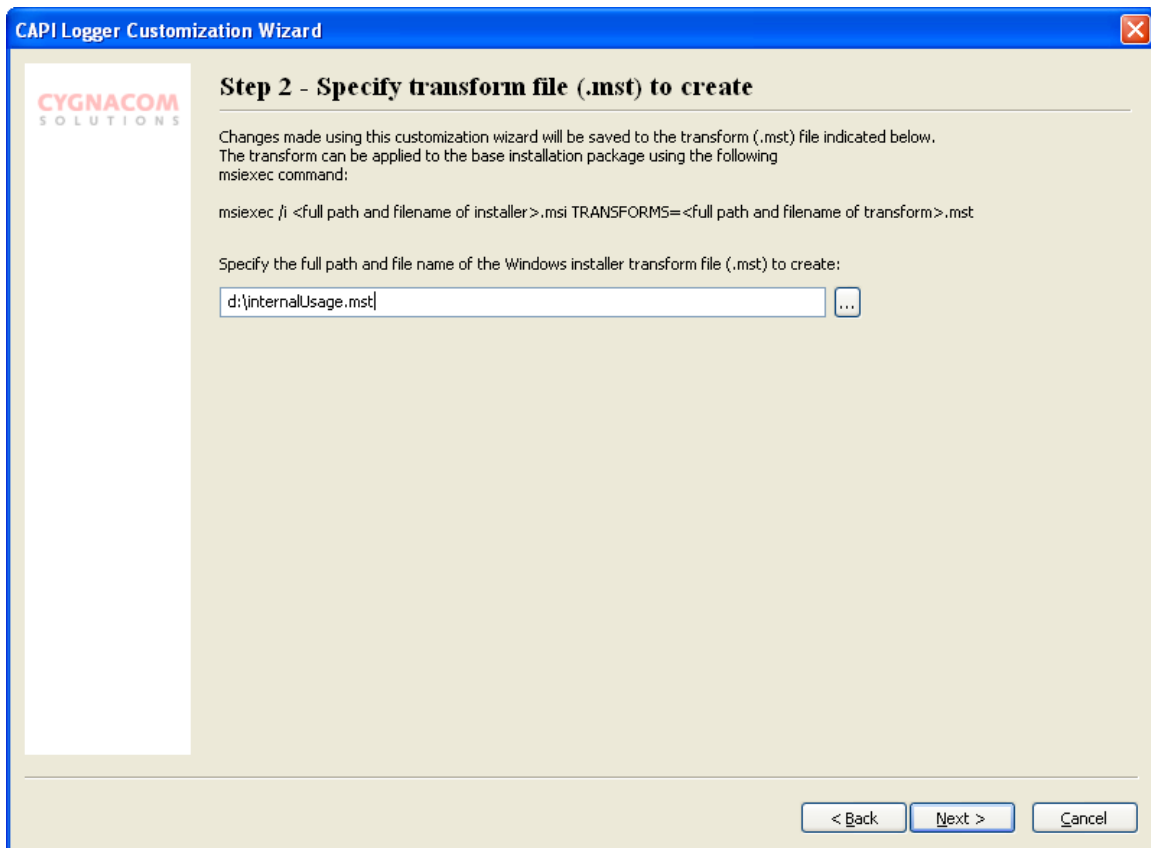 CAPI Logger Customization Wizard
CYGNACOM
SOLUTIONS
Step 2 - Specify transform file (.mst) to create
Changes made using this customization wizard will be saved to the transform (.mst) file indicated below.
The transform can be applied to the base installation package using the following
msiexec command:
msiexec /i <full path and filename of installer>.msi TRANSFORMS=<full path and filename of transform>.mst
Specify the full path and file name of the Windows installer transform file (.mst) to create:
d:\internalUsage.mst
...
< Back
Next >
Cancel